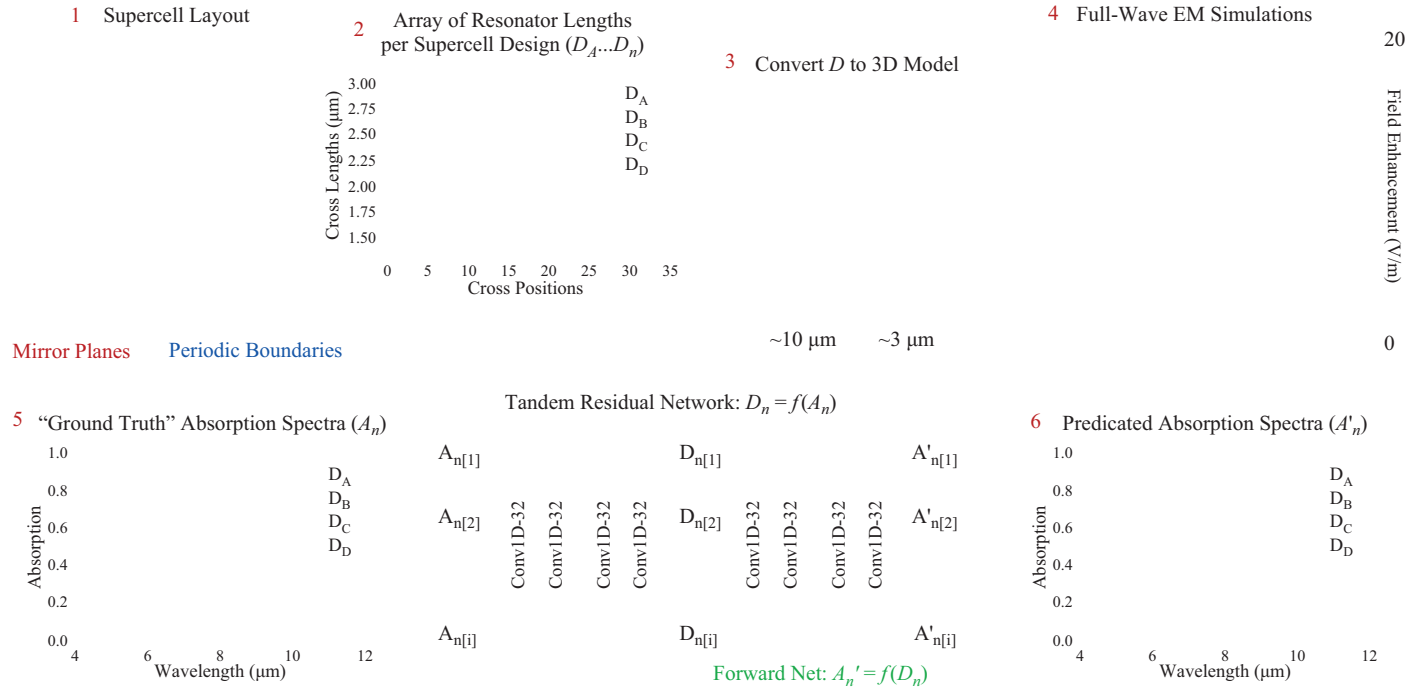 1 Supercell Layout
2 Array of Resonator Lengths
per Supercell Design (D_A...D_n)
3.00
2.75
2.50
2.25
2.00
1.75
1.50
Cross Lengths (μm)
D_A
D_B
D_C
D_D
0 5 10 15 20 25 30 35
Cross Positions
3 Convert D to 3D Model
~10 μm ~3 μm
4 Full-Wave EM Simulations
20
Field Enhancement (V/m)
0
Mirror Planes Periodic Boundaries
5 “Ground Truth” Absorption Spectra (A_n)
1.0
0.8
0.6
0.4
0.2
0.0
Absorption
D_A
D_B
D_C
D_D
4 6 8 10 12
Wavelength (μm)
Tandem Residual Network: D_n = f(A_n)
A_n[1] D_n[1] A'_n[1]
A_n[2] D_n[2] A'_n[2]
Conv1D-32 Conv1D-32 Conv1D-32 Conv1D-32 Conv1D-32 Conv1D-32 Conv1D-32 Conv1D-32
A_n[i] D_n[i] A'_n[i]
Forward Net: A_n' = f(D_n)
6 Predicated Absorption Spectra (A'_n)
1.0
0.8
0.6
0.4
0.2
0.0
Absorption
D_A
D_B
D_C
D_D
4 6 8 10 12
Wavelength (μm)